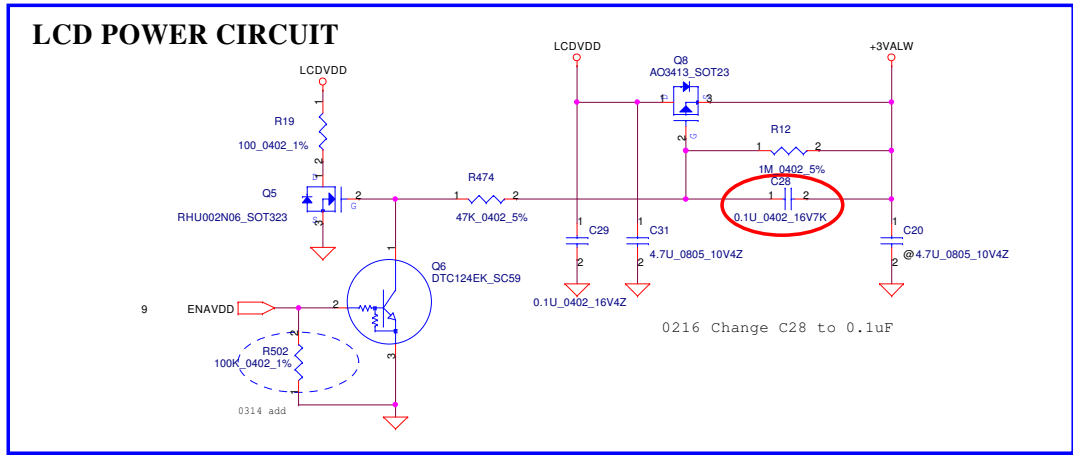 LCD POWER CIRCUIT
LCDVDD
1
R19
100_0402_1%
2
D
Q5
RHU002N06_SOT323
G
2
S
3
R474
1
2
47K_0402_5%
1
Q6
DTC124EK_SC59
2
3
9
ENAVDD
2
R502
100K_0402_1%
1
0314 add
LCDVDD
Q8
AO3413_SOT23
+3VALW
D
1
S
3
2
G
R12
1
2
1M_0402_5%
C28
1
2
0.1U_0402_16V7K
1
C29
2
0.1U_0402_16V4Z
1
C31
4.7U_0805_10V4Z
2
1
C20
@4.7U_0805_10V4Z
2
0216 Change C28 to 0.1uF